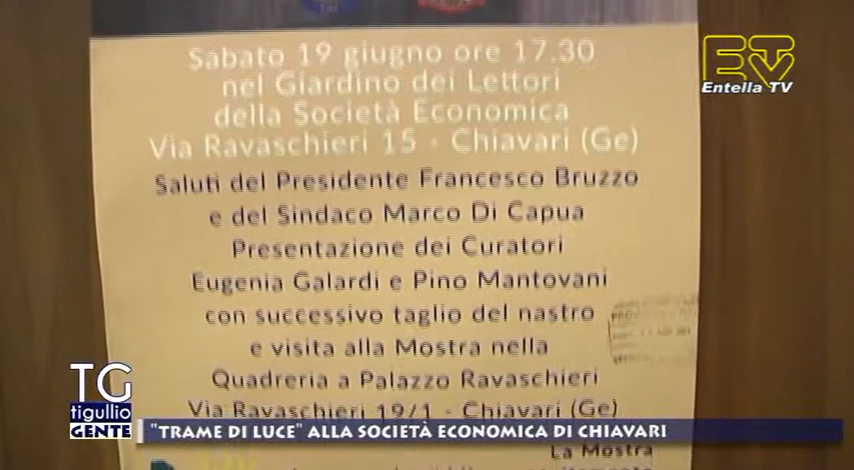 Sabato 19 giugno ore 17.30
nel Giardino dei Lettori
della Società Economica
Via Ravaschieri 15 - Chiavari (Ge)
Saluti del Presidente Francesco Bruzzo
e del Sindaco Marco Di Capua
Presentazione dei Curatori
Eugenia Galardi e Pino Mantovani
con successivo taglio del nastro
e visita alla Mostra nella
Quadreria a Palazzo Ravaschieri
Via Ravaschieri 19/1 - Chiavari (Ge)
La Mostra
ETV
Entella TV
TG
tigullio
GENTE
"TRAME DI LUCE" ALLA SOCIETÀ ECONOMICA DI CHIAVARI